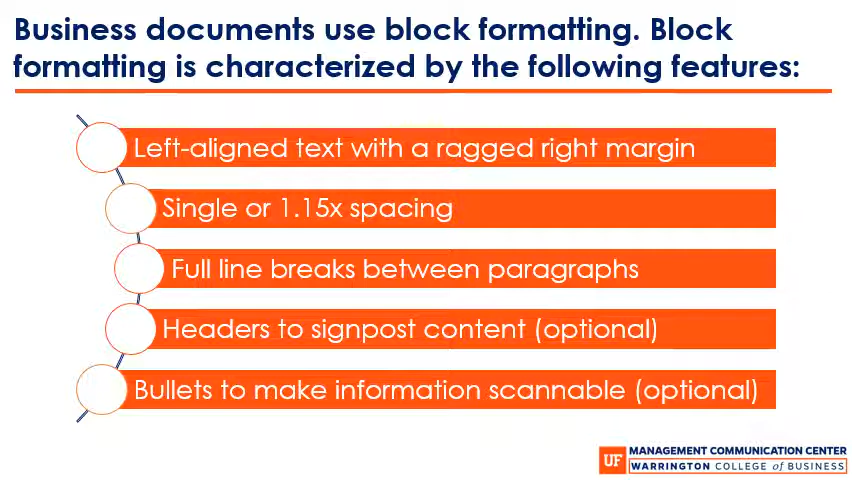 Business documents use block formatting. Block
formatting is characterized by the following features:
Left-aligned text with a ragged right margin
Single or 1.15x spacing
Full line breaks between paragraphs
Headers to signpost content (optional)
Bullets to make information scannable (optional)
UF MANAGEMENT COMMUNICATION CENTER
WARRINGTON COLLEGE of BUSINESS